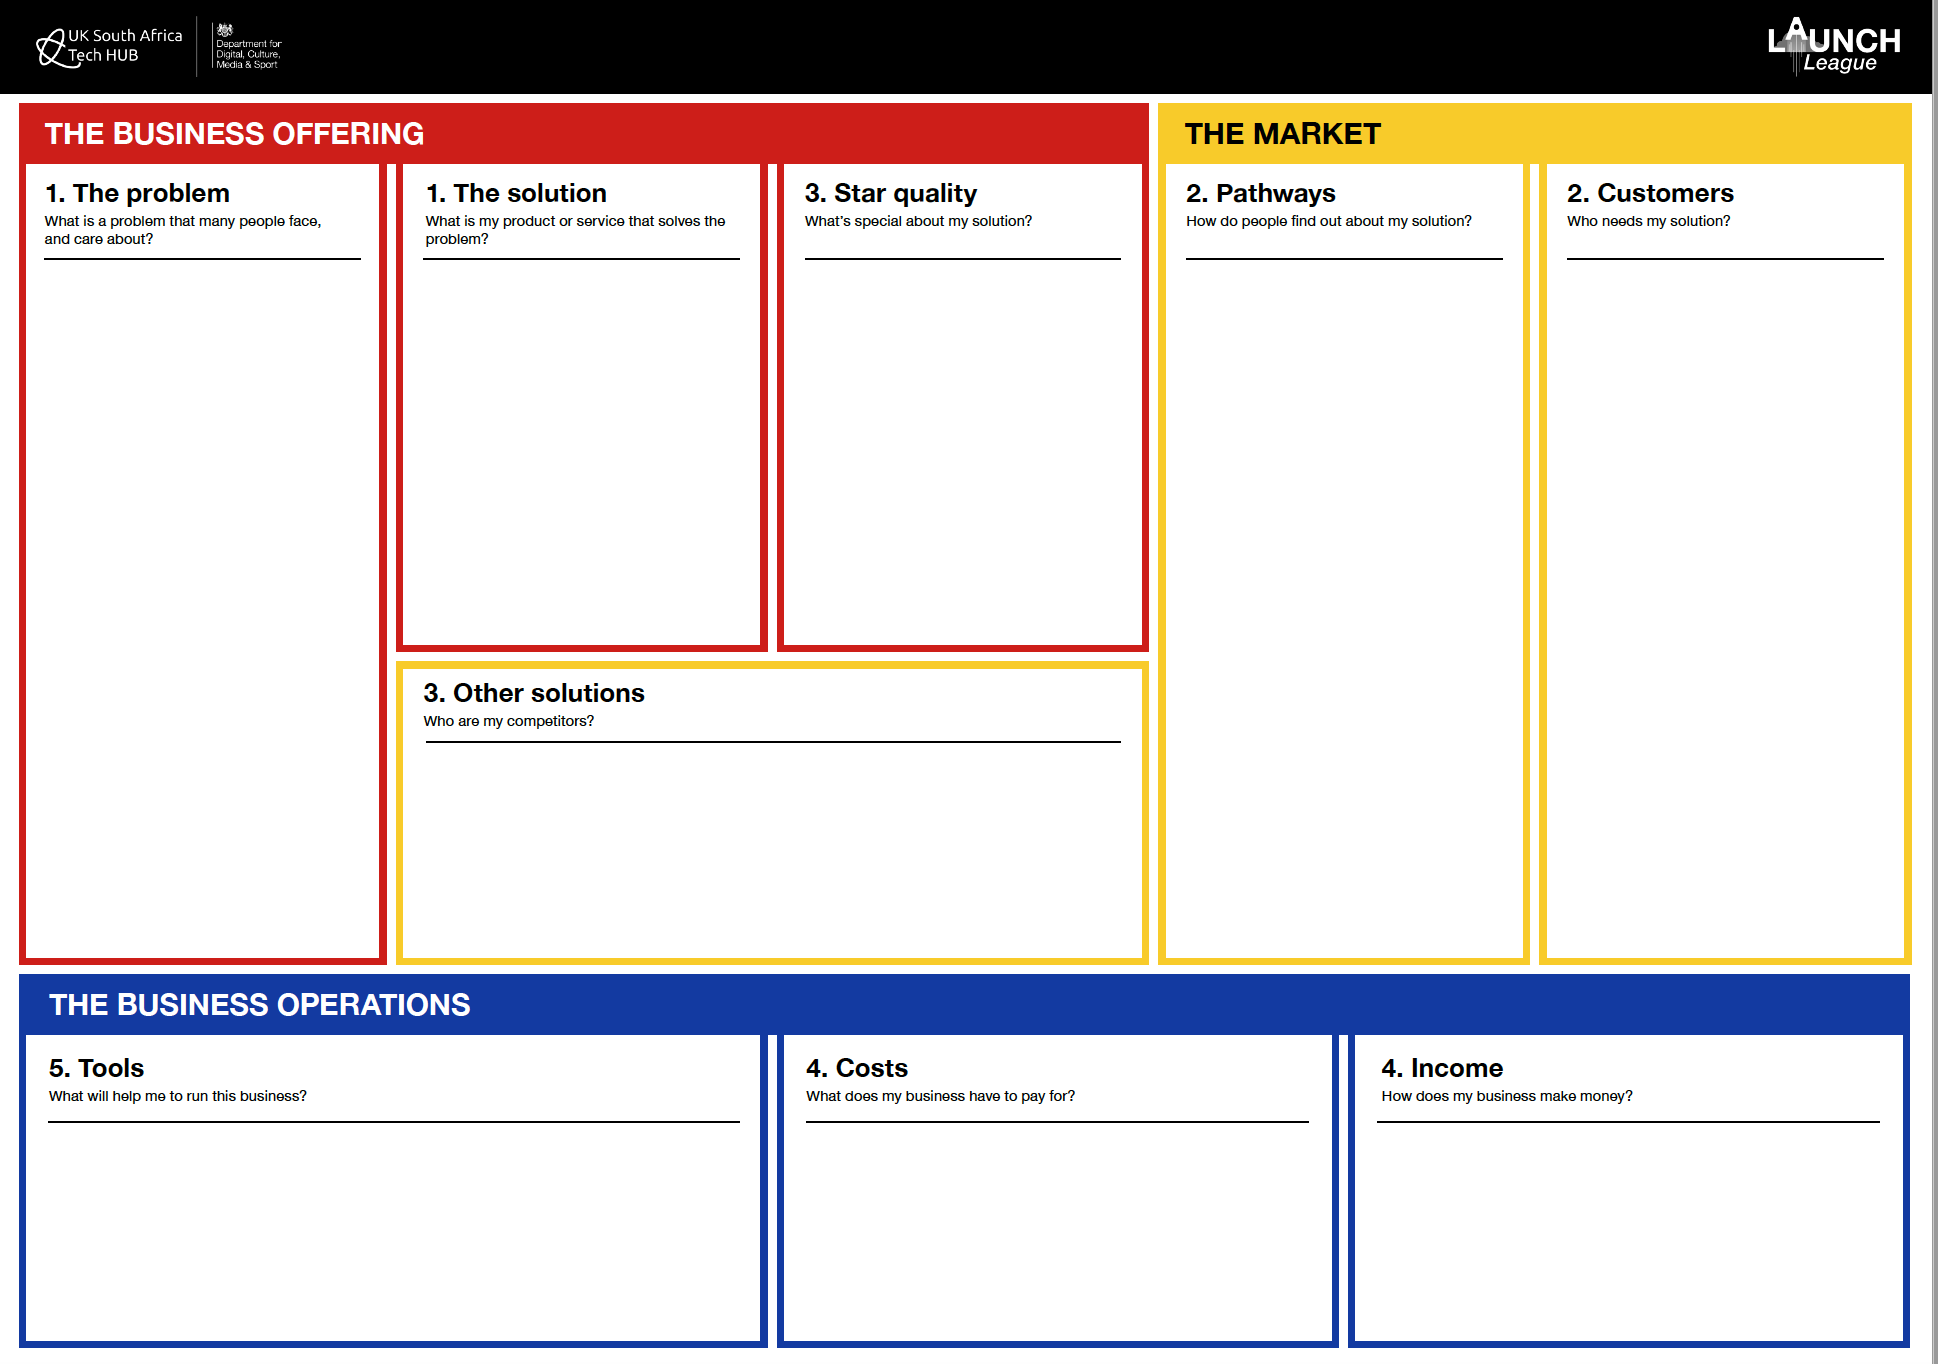 UK South Africa
Tech HUB
Department for
Digital, Culture,
Media & Sport
LAUNCH
League
THE BUSINESS OFFERING
1. The problem
What is a problem that many people face,
and care about?
1. The solution
What is my product or service that solves the
problem?
3. Star quality
What's special about my solution?
3. Other solutions
Who are my competitors?
THE MARKET
2. Pathways
How do people find out about my solution?
2. Customers
Who needs my solution?
THE BUSINESS OPERATIONS
5. Tools
What will help me to run this business?
4. Costs
What does my business have to pay for?
4. Income
How does my business make money?